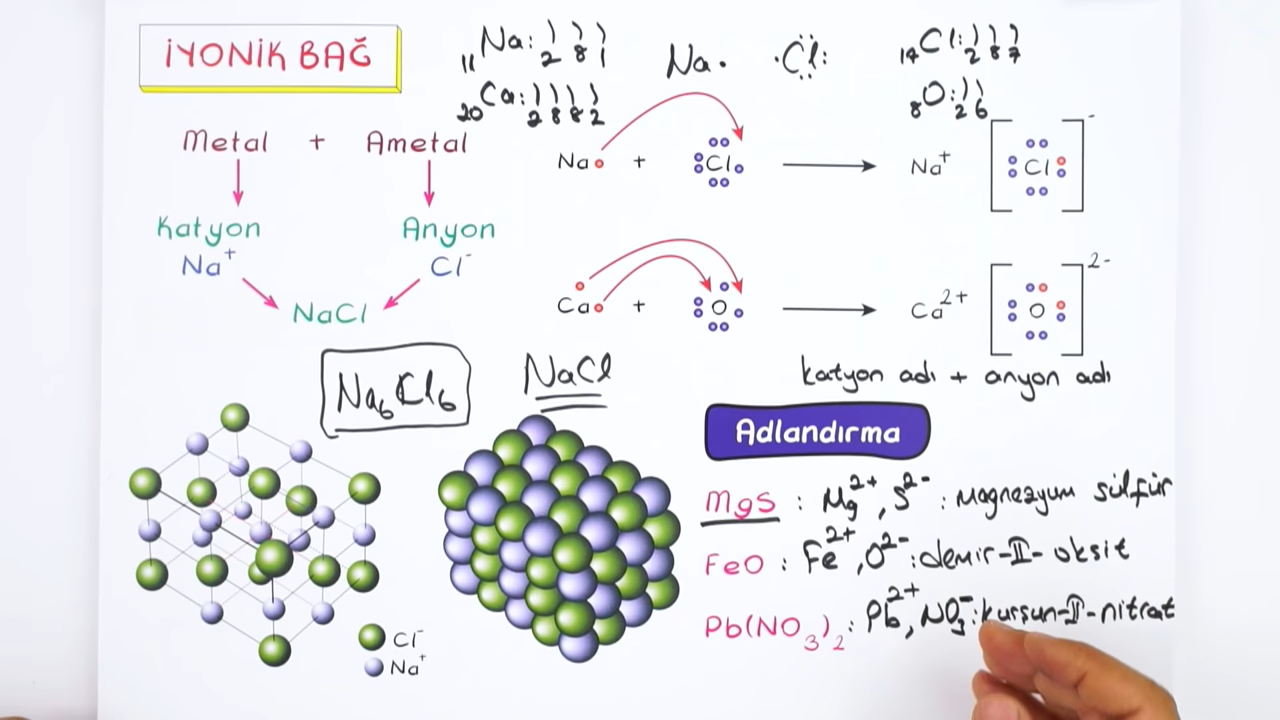 İYONİK BAĞ
₁₁Na: ) ) )
2 8 1
₂₀Ca: ) ) ) )
2 8 8 2
Na· ·Cl:
₁₇Cl: ) ) )
2 8 7
₈O: ) )
2 6
Metal + Ametal
Katyon Anyon
Na⁺ Cl⁻
NaCl
Na + Cl → Na⁺ [Cl]⁻
Ca + O → Ca²⁺ [O]²⁻
katyon adı + anyon adı
Na₆Cl₆
NaCl
Cl⁻
Na⁺
Adlandırma
MgS : Mg²⁺, S²⁻ : Magnezyum sülfür
FeO : Fe²⁺, O²⁻ : demir-II-oksit
Pb(NO₃)₂ : Pb²⁺, NO₃⁻ : kurşun-II-nitrat